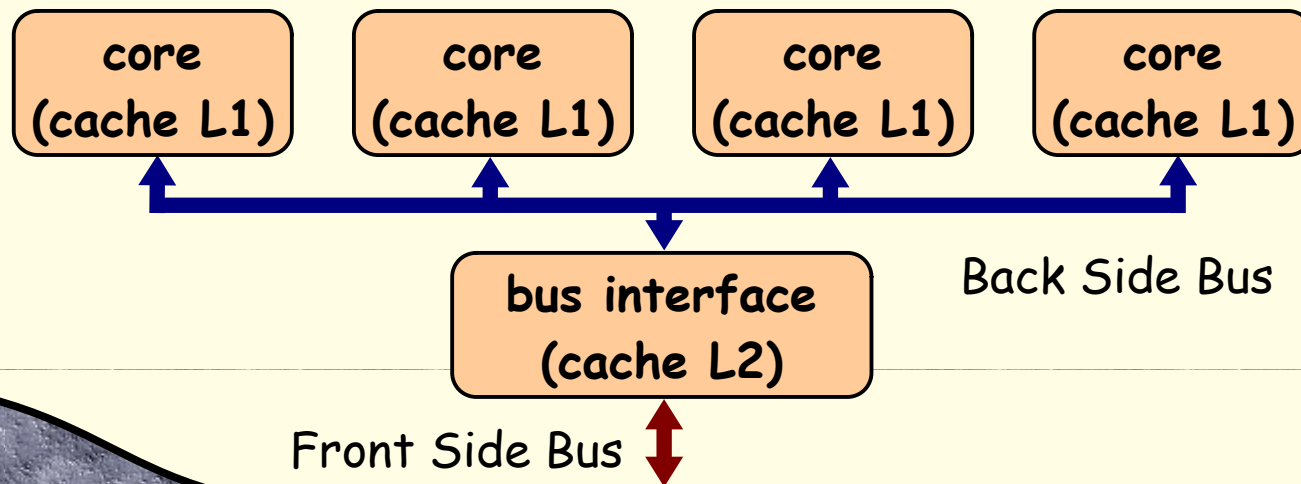 core
(cache L1)
core
(cache L1)
core
(cache L1)
core
(cache L1)
Back Side Bus
bus interface
(cache L2)
Front Side Bus